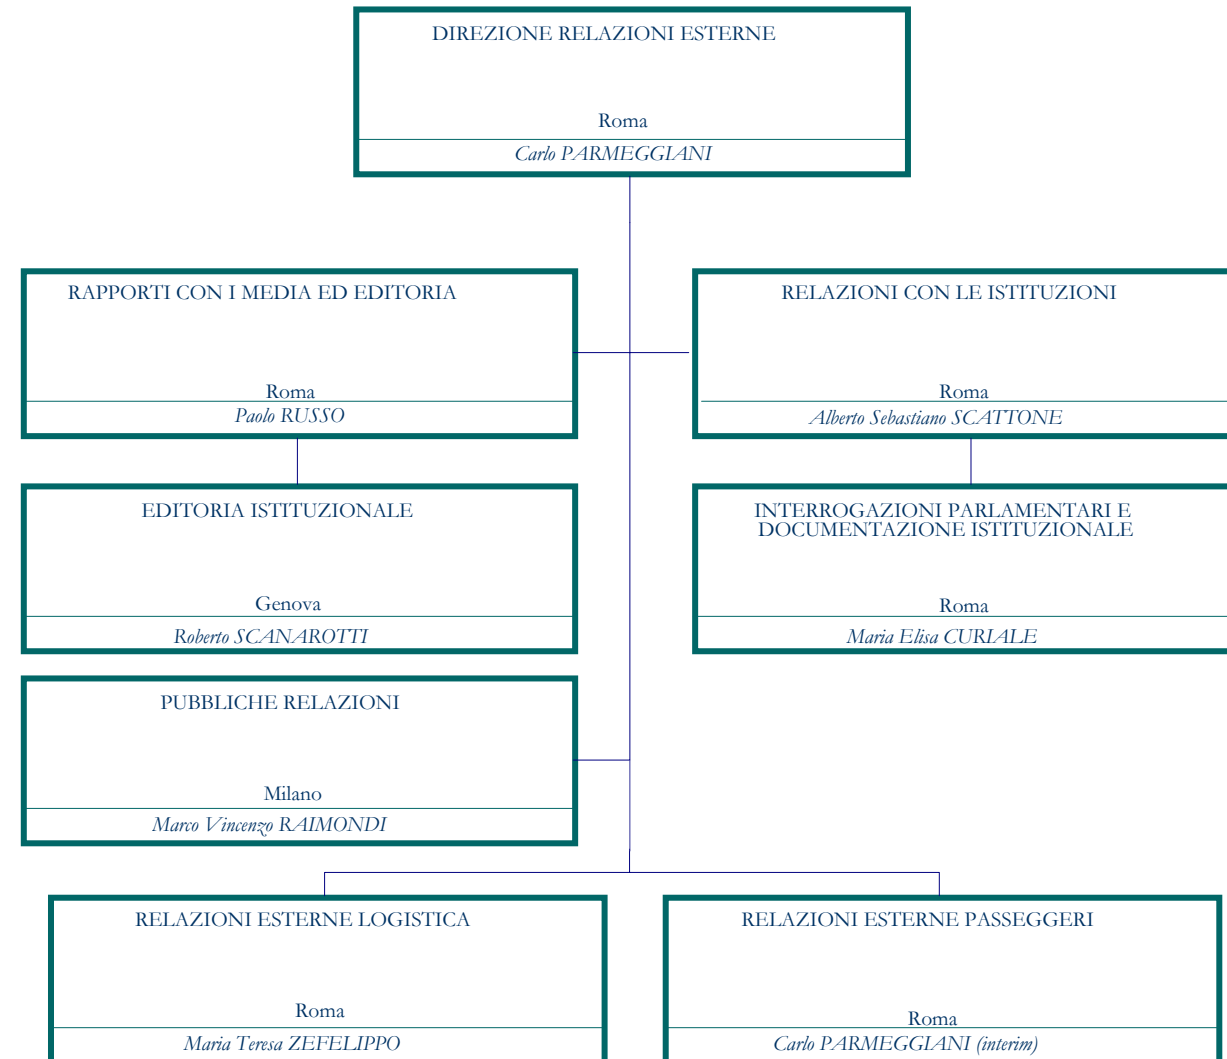 DIREZIONE RELAZIONI ESTERNE
Roma
Carlo PARMEGGIANI
RAPPORTI CON I MEDIA ED EDITORIA
Roma
Paolo RUSSO
RELAZIONI CON LE ISTITUZIONI
Roma
Alberto Sebastiano SCATTONE
EDITORIA ISTITUZIONALE
Genova
Roberto SCANAROTTI
INTERROGAZIONI PARLAMENTARI E
DOCUMENTAZIONE ISTITUZIONALE
Roma
Maria Elisa CURIALE
PUBBLICHE RELAZIONI
Milano
Marco Vincenzo RAIMONDI
RELAZIONI ESTERNE LOGISTICA
Roma
Maria Teresa ZEFELIPPO
RELAZIONI ESTERNE PASSEGGERI
Roma
Carlo PARMEGGIANI (interim)